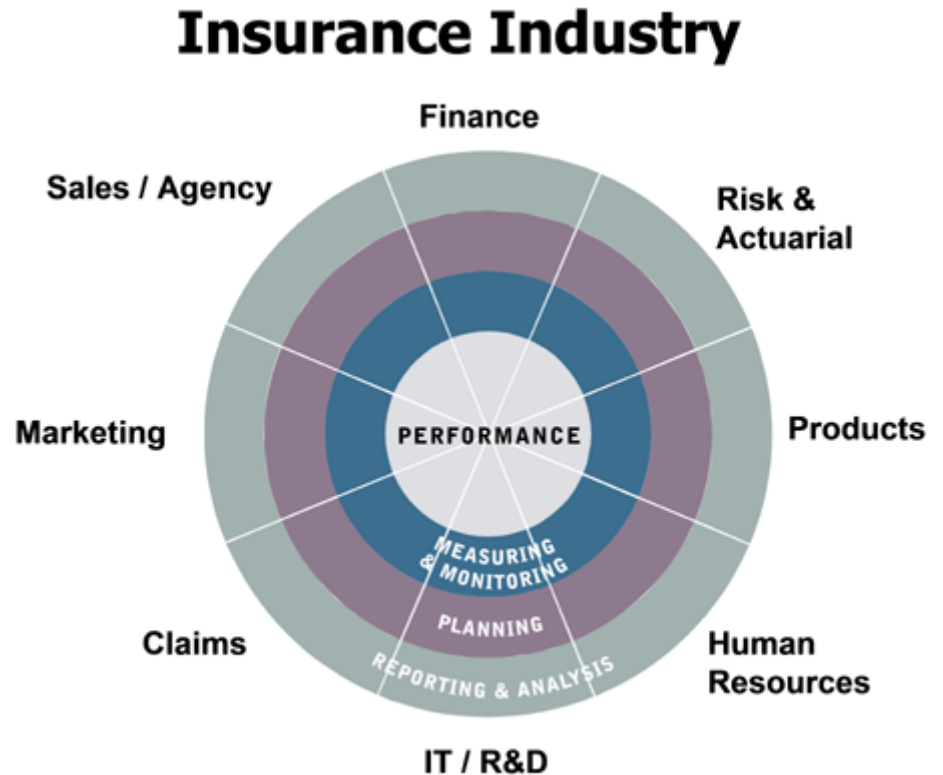 Insurance Industry
Finance
Sales / Agency
Risk &
Actuarial
Marketing
PERFORMANCE
Products
MEASURING
& MONITORING
PLANNING
REPORTING & ANALYSIS
Claims
Human
Resources
IT / R&D